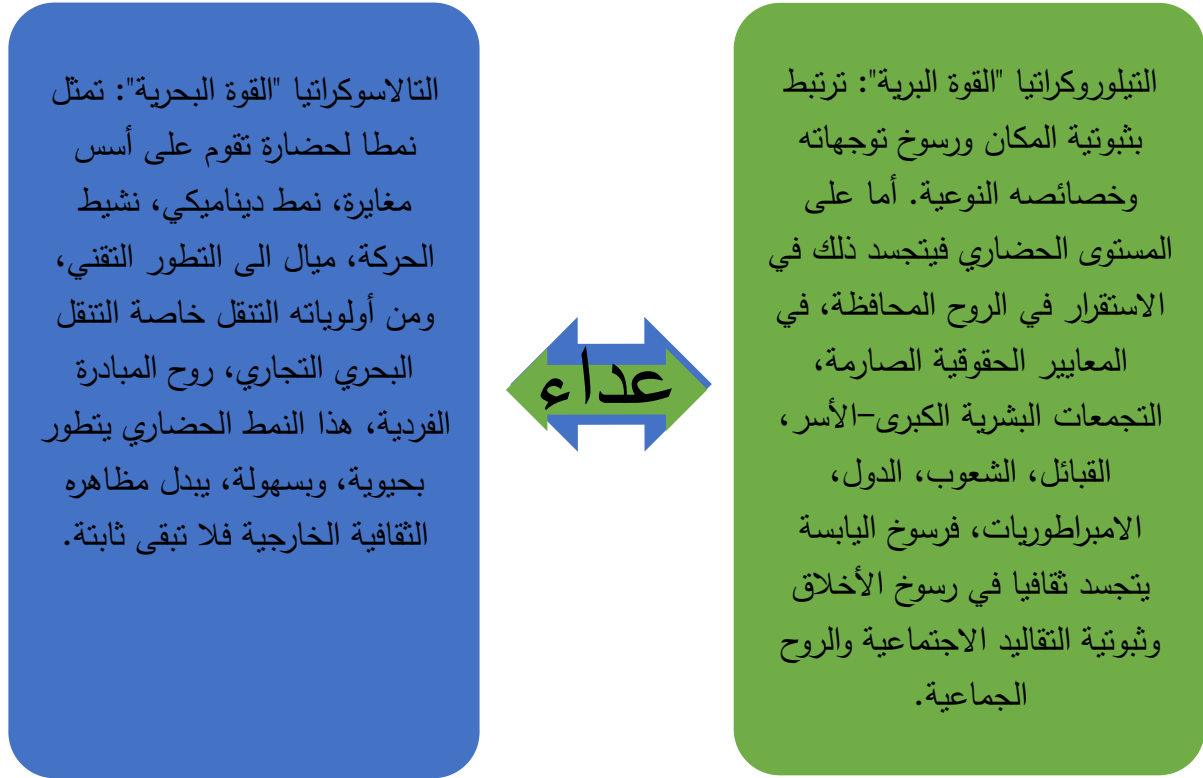 التيلوروكراتيا "القوة البرية": ترتبط
بثبوتية المكان ورسوخ توجهاته
وخصائصه النوعية. أما على
المستوى الحضاري فيتجسد ذلك في
الاستقرار في الروح المحافظة، في
المعايير الحقوقية الصارمة،
التجمعات البشرية الكبرى-الأسر،
القبائل، الشعوب، الدول،
الامبراطوريات، فرسوخ اليابسة
يتجسد ثقافيا في رسوخ الأخلاق
وثبوتية التقاليد الاجتماعية والروح
الجماعية.
عداء
التالاسوكراتيا "القوة البحرية": تمثل
نمطا لحضارة تقوم على أسس
مغايرة، نمط ديناميكي، نشيط
الحركة، ميال الى التطور التقني،
ومن أولوياته التنقل خاصة التنقل
البحري التجاري، روح المبادرة
الفردية، هذا النمط الحضاري يتطور
بحيوية، وبسهولة، يبدل مظاهره
الثقافية الخارجية فلا تبقى ثابتة.